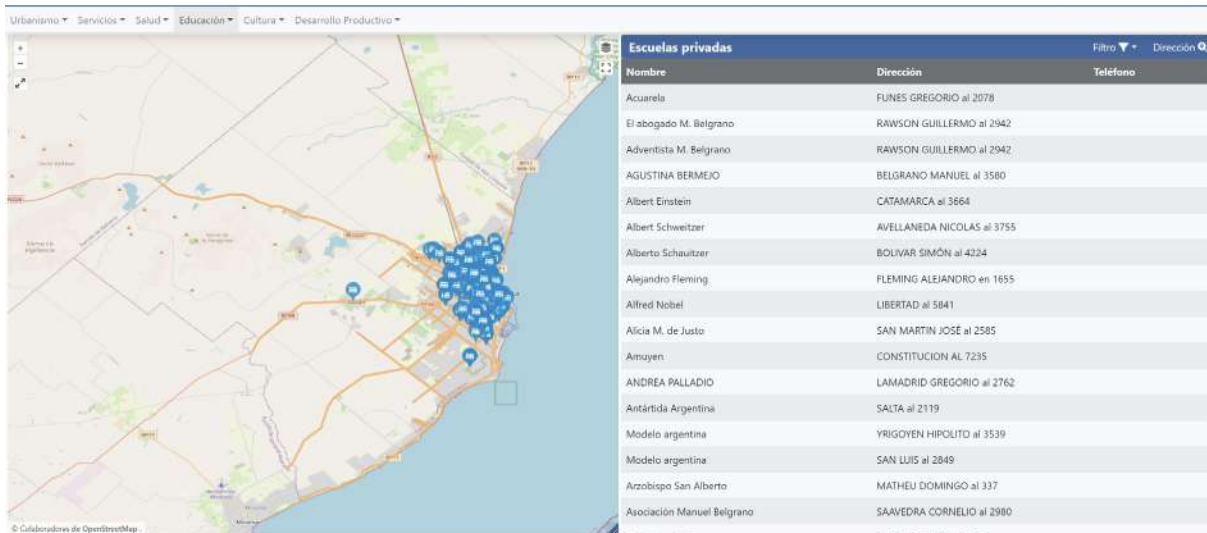 Urbanismo Servicios Salud Educación Cultura Desarrollo Productivo
+
−
Escuelas privadas Filtro Dirección
Nombre Dirección Teléfono
Acuarela FUNES GREGORIO al 2078
El abogado M. Belgrano RAWSON GUILLERMO al 2942
Adventista M. Belgrano RAWSON GUILLERMO al 2942
AGUSTINA BERMEJO BELGRANO MANUEL al 3580
Albert Einstein CATAMARCA al 3664
Albert Schweitzer AVELLANEDA NICOLAS al 3755
Alberto Schauitzer BOLIVAR SIMÓN al 4224
Alejandro Fleming FLEMING ALEJANDRO en 1655
Alfred Nobel LIBERTAD al 5841
Alicia M. de Justo SAN MARTIN JOSÉ al 2585
Amuyen CONSTITUCION AL 7235
ANDREA PALLADIO LAMADRID GREGORIO al 2762
Antártida Argentina SALTA al 2119
Modelo argentina YRIGOYEN HIPOLITO al 3539
Modelo argentina SAN LUIS al 2849
Arzobispo San Alberto MATHEU DOMINGO al 337
Asociación Manuel Belgrano SAAVEDRA CORNELIO al 2980
© Colaboradores de OpenStreetMap